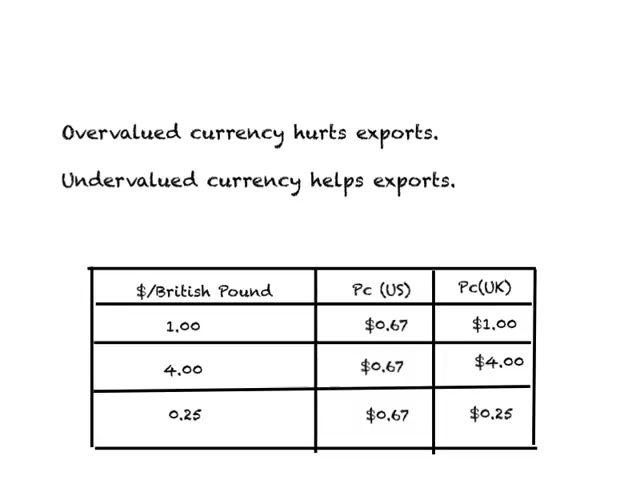 Overvalued currency hurts exports.
Undervalued currency helps exports.
$/British Pound Pc (US) Pc(UK)
1.00 $0.67 $1.00
4.00 $0.67 $4.00
0.25 $0.67 $0.25